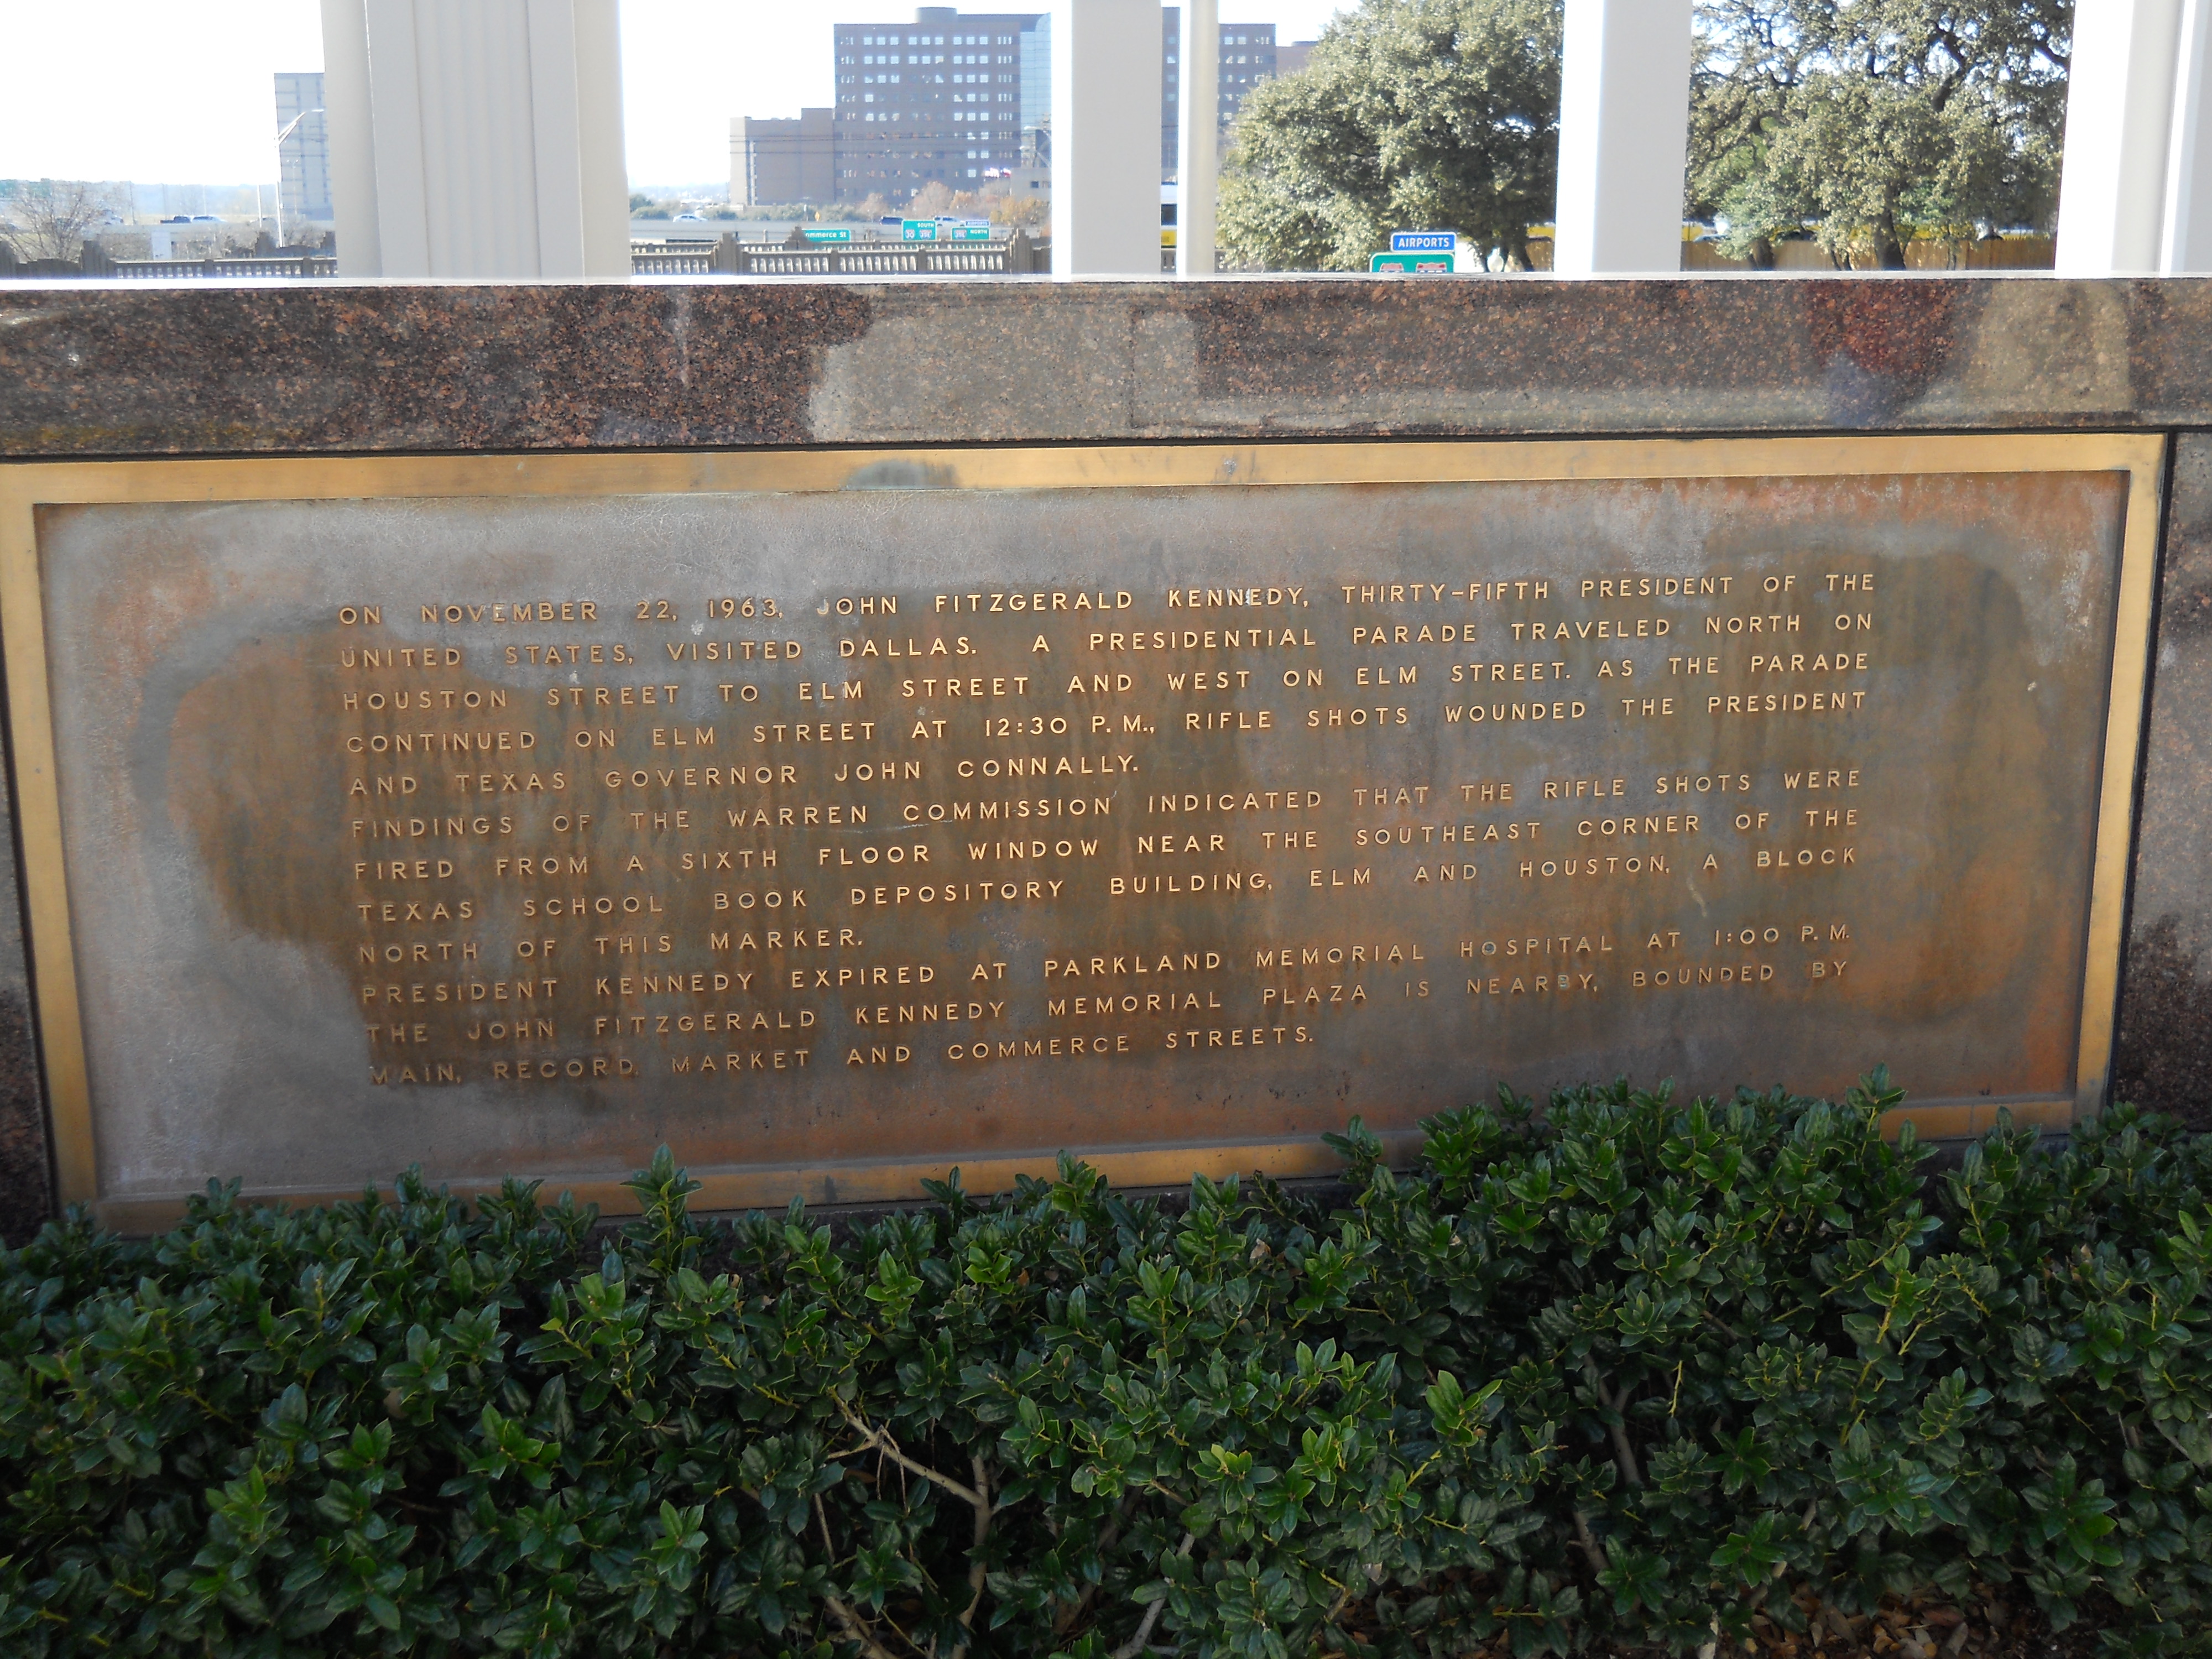 ommerce St
SOUTH
NORTH
AIRPORTS
ON NOVEMBER 22, 1963, JOHN FITZGERALD KENNEDY, THIRTY-FIFTH PRESIDENT OF THE
UNITED STATES, VISITED DALLAS. A PRESIDENTIAL PARADE TRAVELED NORTH ON
HOUSTON STREET TO ELM STREET AND WEST ON ELM STREET. AS THE PARADE
CONTINUED ON ELM STREET AT 12:30 P.M., RIFLE SHOTS WOUNDED THE PRESIDENT
AND TEXAS GOVERNOR JOHN CONNALLY.
FINDINGS OF THE WARREN COMMISSION INDICATED THAT THE RIFLE SHOTS WERE
FIRED FROM A SIXTH FLOOR WINDOW NEAR THE SOUTHEAST CORNER OF THE
TEXAS SCHOOL BOOK DEPOSITORY BUILDING, ELM AND HOUSTON, A BLOCK
NORTH OF THIS MARKER.
PRESIDENT KENNEDY EXPIRED AT PARKLAND MEMORIAL HOSPITAL AT 1:00 P.M.
THE JOHN FITZGERALD KENNEDY MEMORIAL PLAZA IS NEARBY, BOUNDED BY
MAIN, RECORD, MARKET AND COMMERCE STREETS.